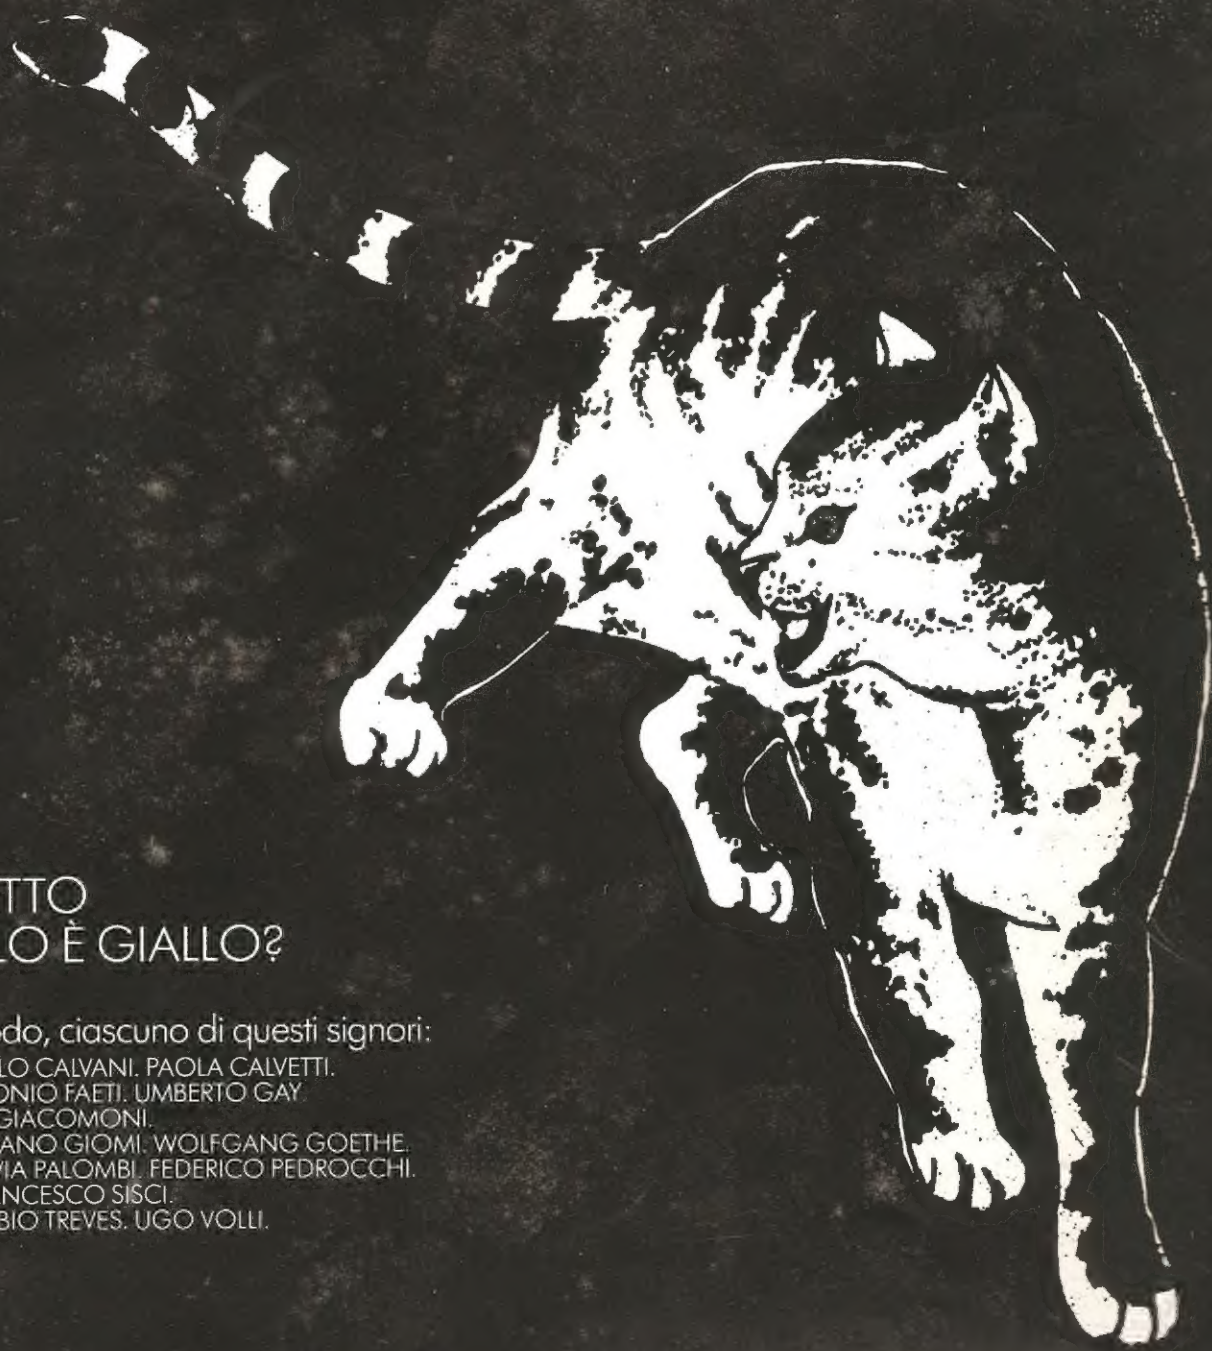 TTO
LO È GIALLO?
odo, ciascuno di questi signori:
LO CALVANI. PAOLA CALVETTI.
ONIO FAETI. UMBERTO GAY
GIACOMONI.
ANO GIOMI. WOLFGANG GOETHE.
VIA PALOMBI. FEDERICO PEDROCCHI.
NCESCO SISCI.
BIO TREVES. UGO VOLLI.